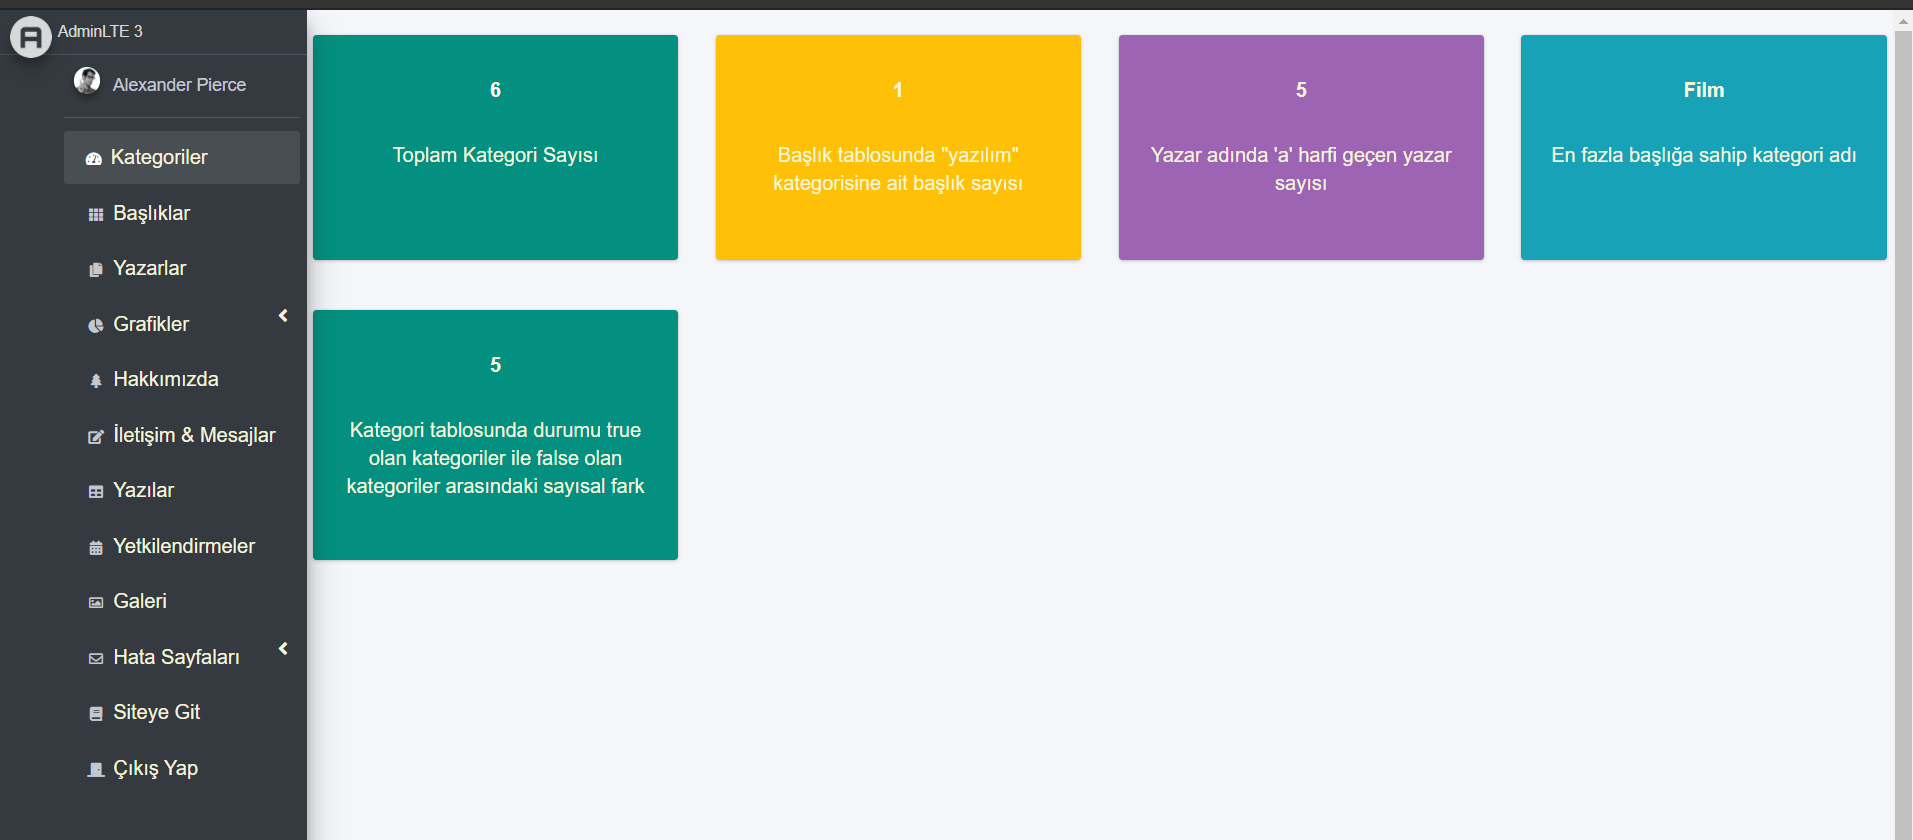 AdminLTE 3
Alexander Pierce
Kategoriler
Başlıklar
Yazarlar
Grafikler
Hakkımızda
İletişim & Mesajlar
Yazılar
Yetkilendirmeler
Galeri
Hata Sayfaları
Siteye Git
Çıkış Yap
6
Toplam Kategori Sayısı
1
Başlık tablosunda "yazılım"
kategorisine ait başlık sayısı
5
Yazar adında 'a' harfi geçen yazar
sayısı
Film
En fazla başlığa sahip kategori adı
5
Kategori tablosunda durumu true
olan kategoriler ile false olan
kategoriler arasındaki sayısal fark